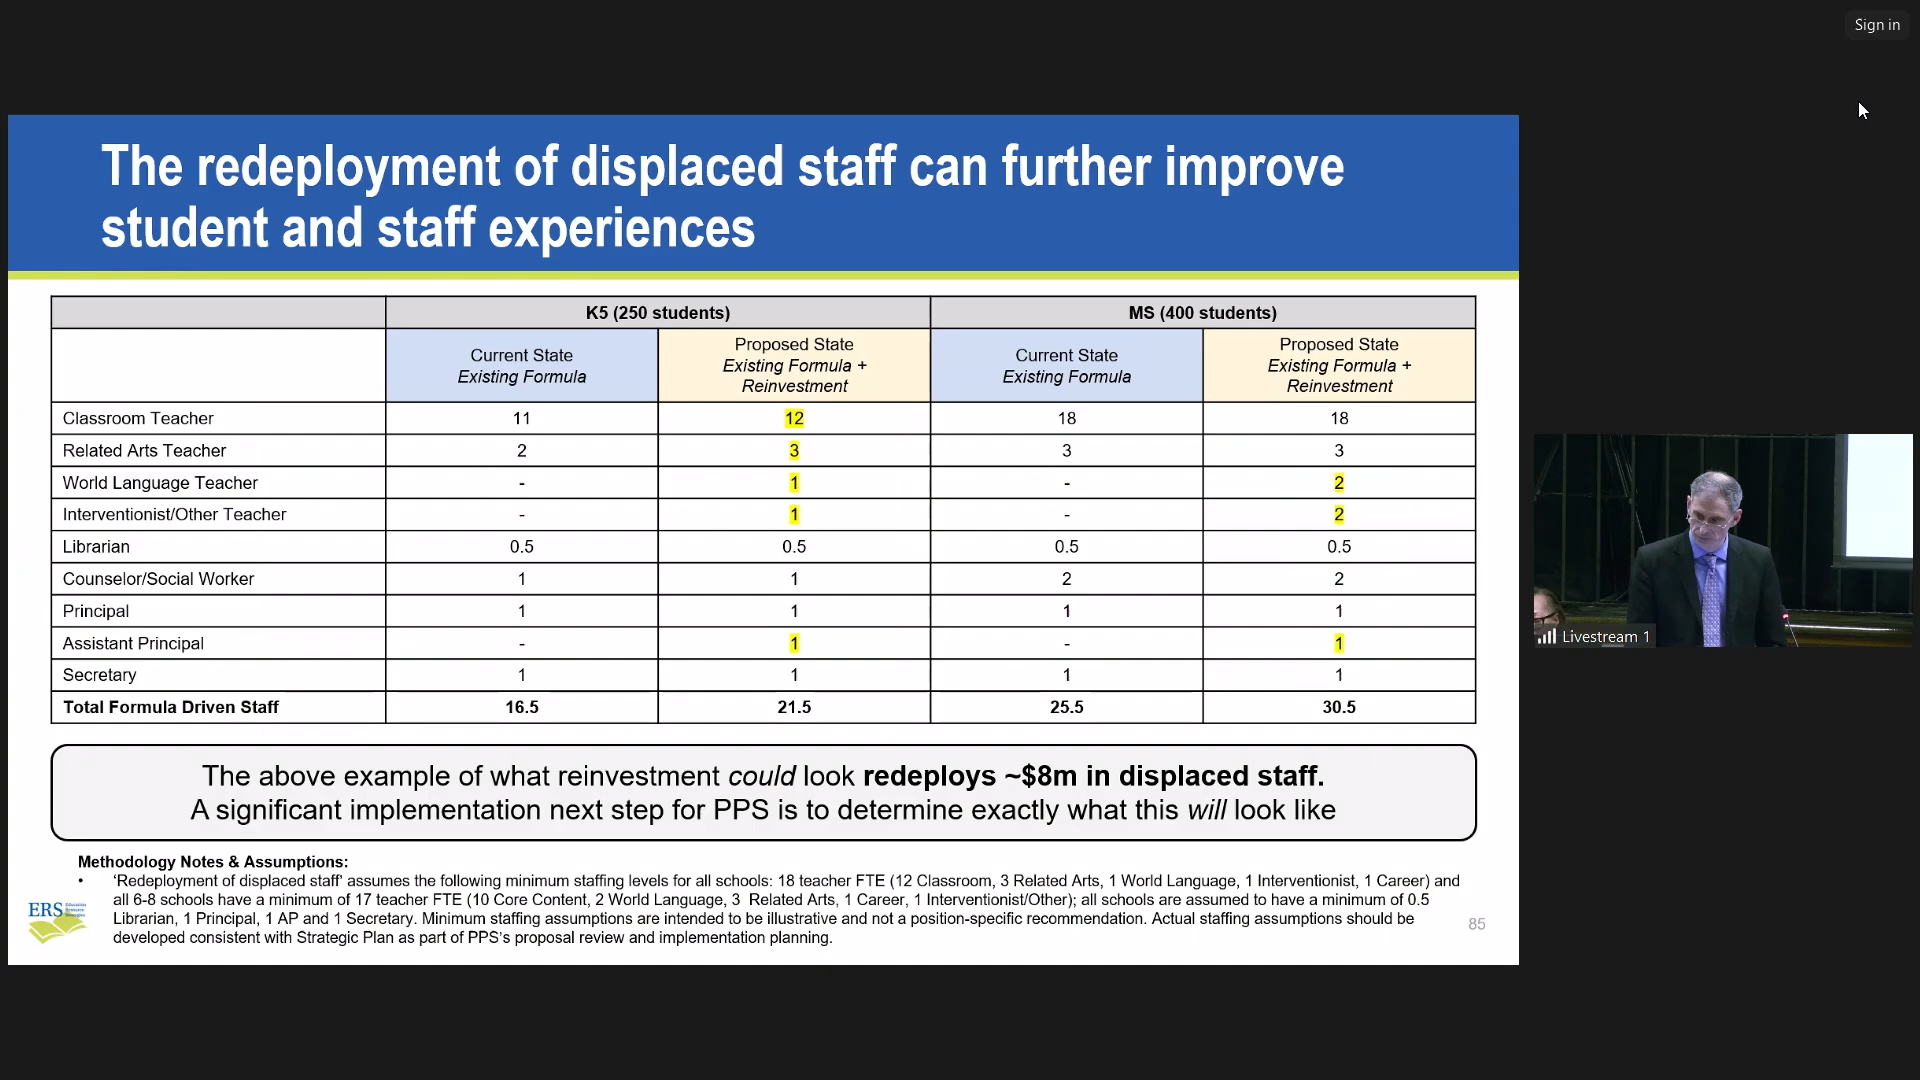 Sign in
The redeployment of displaced staff can further improve
student and staff experiences
K5 (250 students) MS (400 students)
Current State Existing Formula Proposed State Existing Formula + Reinvestment Current State Existing Formula Proposed State Existing Formula + Reinvestment
Classroom Teacher 11 12 18 18
Related Arts Teacher 2 3 3 3
World Language Teacher - 1 - 2
Interventionist/Other Teacher - 1 - 2
Librarian 0.5 0.5 0.5 0.5
Counselor/Social Worker 1 1 2 2
Principal 1 1 1 1
Assistant Principal - 1 - 1
Secretary 1 1 1 1
Total Formula Driven Staff 16.5 21.5 25.5 30.5
The above example of what reinvestment could look redeploys ~$8m in displaced staff.
A significant implementation next step for PPS is to determine exactly what this will look like
Methodology Notes & Assumptions:
• ‘Redeployment of displaced staff’ assumes the following minimum staffing levels for all schools: 18 teacher FTE (12 Classroom, 3 Related Arts, 1 World Language, 1 Interventionist, 1 Career) and
all 6-8 schools have a minimum of 17 teacher FTE (10 Core Content, 2 World Language, 3 Related Arts, 1 Career, 1 Interventionist/Other); all schools are assumed to have a minimum of 0.5
Librarian, 1 Principal, 1 AP and 1 Secretary. Minimum staffing assumptions are intended to be illustrative and not a position-specific recommendation. Actual staffing assumptions should be
developed consistent with Strategic Plan as part of PPS's proposal review and implementation planning.
ERS
85
Livestream 1